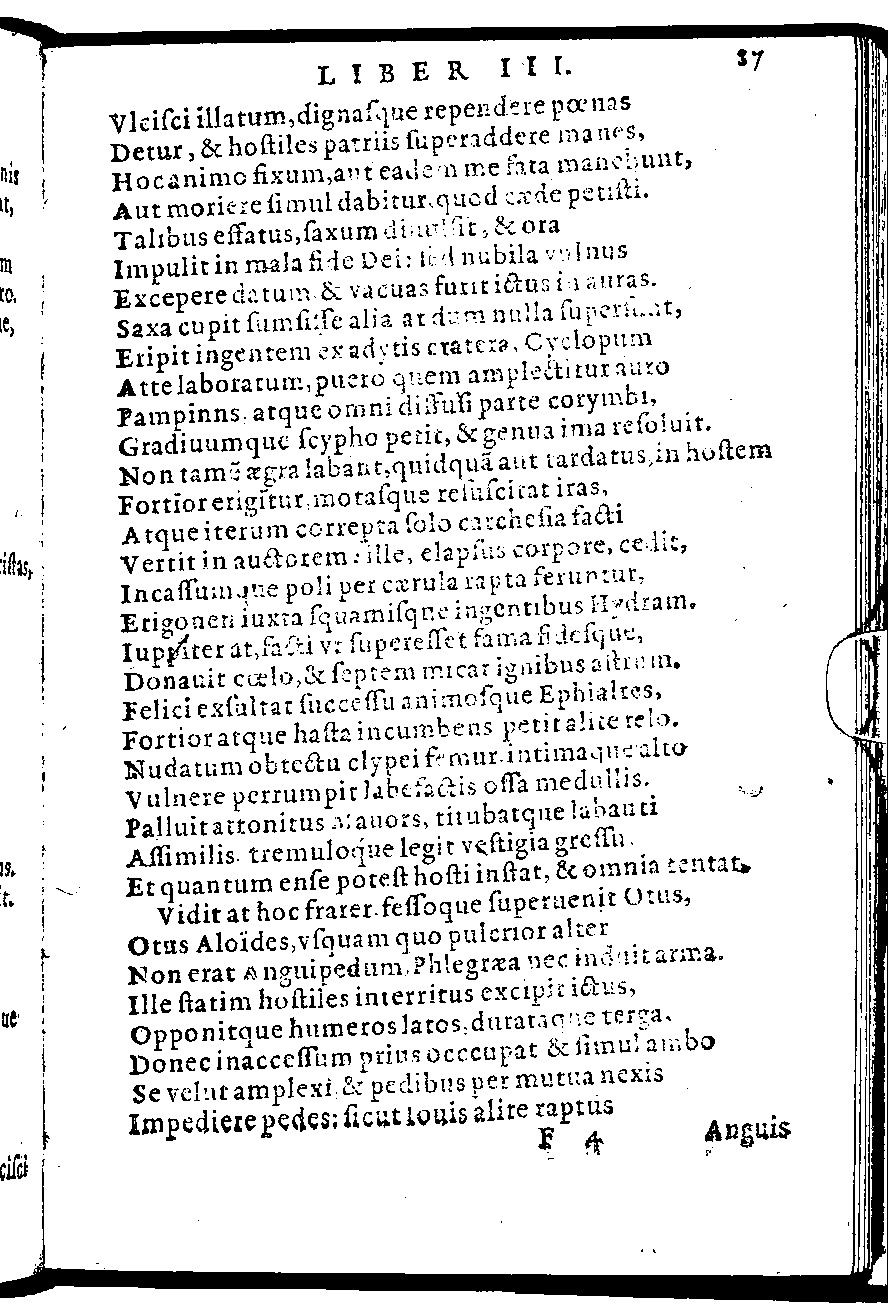 LIBER III. 87
Vlciſci illatum, dignaſque rependere pœnas
Detur, & hoſtiles patriis ſuperaddere manes,
Hoc animo fixum, aut eadem me fata manebunt,
Aut moriere ſimul dabitur, quod cæde petiſti.
Talibus effatus, ſaxum diuulſit, & ora
Impulit in mala fide Dei: ſed nubila vulnus
Excepere datum & vacuas furit ictus in auras.
Saxa cupit ſumſiſſe alia at dum nulla ſuperſunt,
Eripit ingentem ex adytis cratera, Cyclopum
Atte laboratum, puero quem amplectitur auro
Pampinns, atque omni diffuſi parte corymbi,
Gradiuumque ſcypho petit, & genua ima reſoluit.
Non tamẽ ægra labant, quidquã aut tardatus, in hoſtem
Fortior erigitur, motaſque reſuſcitat iras,
Atque iterum correpta ſolo carcheſia facti
Vertit in auctorem: ille, elapſus corpore, cedit,
Incaſſumque poli per cærula rapta feruntur,
Erigonen iuxta ſquamiſque ingentibus Hydram.
Iuppiter at, facti vt ſupereſſet fama fideſque,
Donauit cœlo, & ſeptem micat ignibus aſtrum.
Felici exſultat ſucceſſu animoſque Ephialtes,
Fortior atque haſta incumbens petit alite telo.
Nudatum obtectu clypei femur, intimaque alto
Vulnere perrumpit labefactis oſſa medullis.
Palluit attonitus Mauors, titubatque labanti
Aſſimilis, tremuloque legit veſtigia greſſu.
Et quantum enſe poteſt hoſti inſtat, & omnia tentat.
Vidit at hoc frater, feſſoque ſuperuenit Otus,
Otus Aloïdes, vſquam quo pulcrior alter
Non erat Anguipedum, Phlegræa nec induit arma.
Ille ſtatim hoſtiles interritus excipit ictus,
Opponitque humeros latos, durataque terga.
Donec inacceſſum prius occcupat & ſimul ambo
Se velut amplexi & pedibus per mutua nexis
Impediere pedes: ſicut Iouis alite raptus
F 4 Anguis